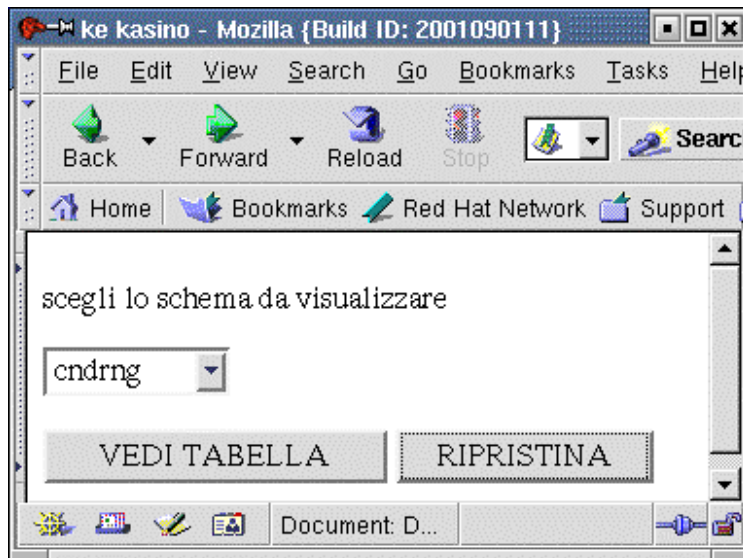 ke kasino - Mozilla {Build ID: 2001090111}
File Edit View Search Go Bookmarks Tasks Help
Back Forward Reload Stop Searc
Home Bookmarks Red Hat Network Support
scegli lo schema da visualizzare
cndrng
VEDI TABELLA RIPRISTINA
Document: D...